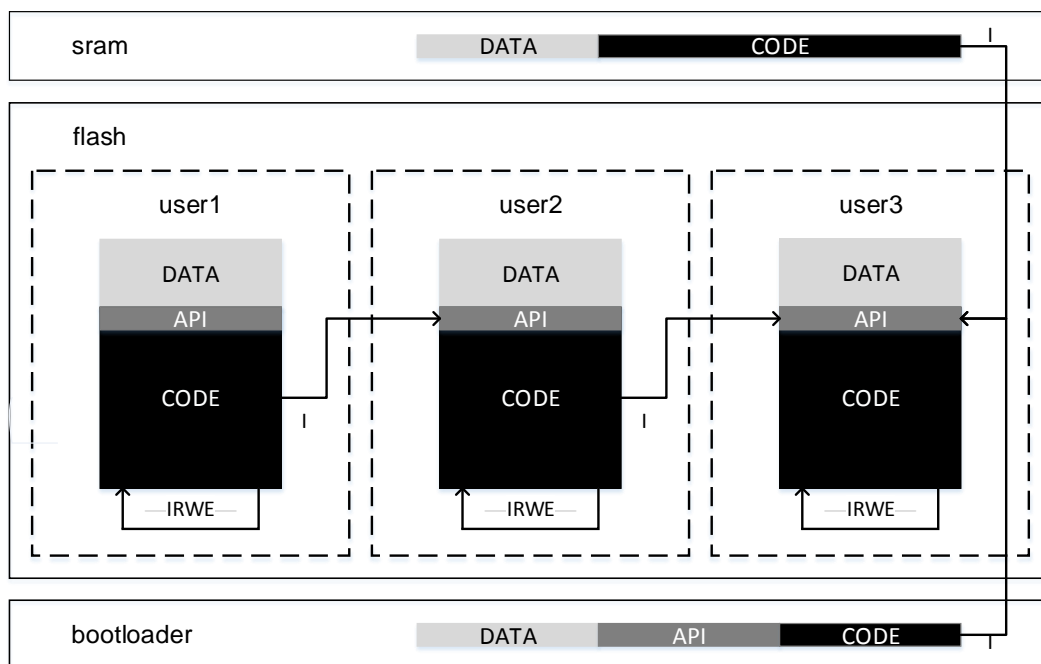 sram
DATA CODE
I
flash
user1 user2 user3
DATA DATA DATA
API API API
CODE CODE CODE
I I
IRWE IRWE IRWE
bootloader
DATA API CODE
I